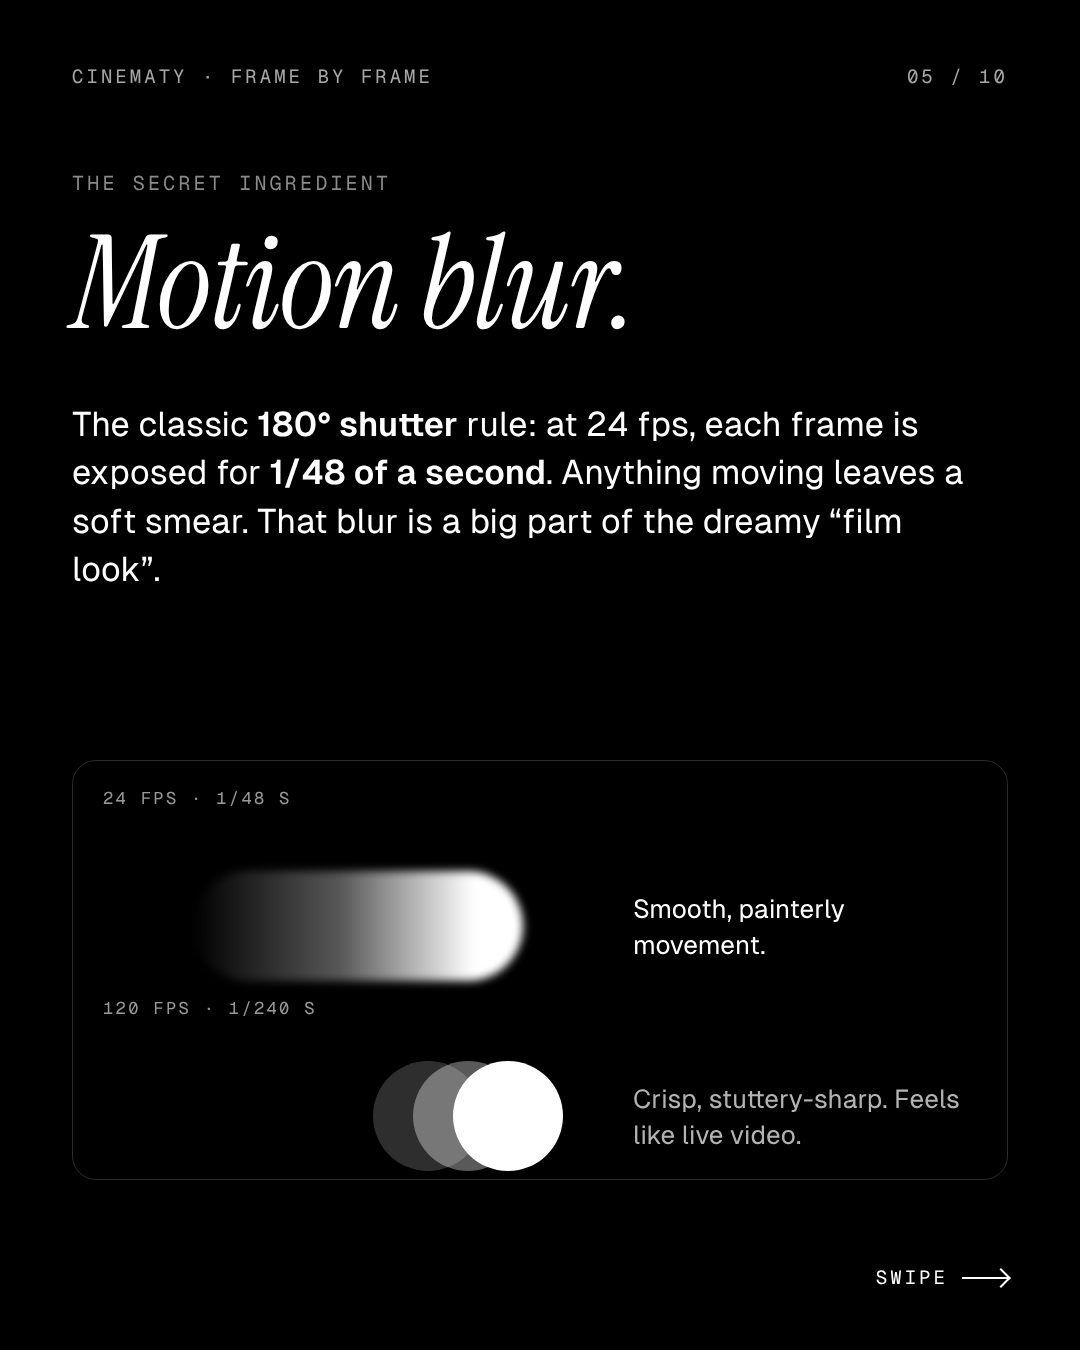 CINEMATY · FRAME BY FRAME
05 / 10
THE SECRET INGREDIENT
Motion blur.
The classic 180° shutter rule: at 24 fps, each frame is
exposed for 1/48 of a second. Anything moving leaves a
soft smear. That blur is a big part of the dreamy “film
look”.
24 FPS · 1/48 S
Smooth, painterly
movement.
120 FPS · 1/240 S
Crisp, stuttery-sharp. Feels
like live video.
SWIPE